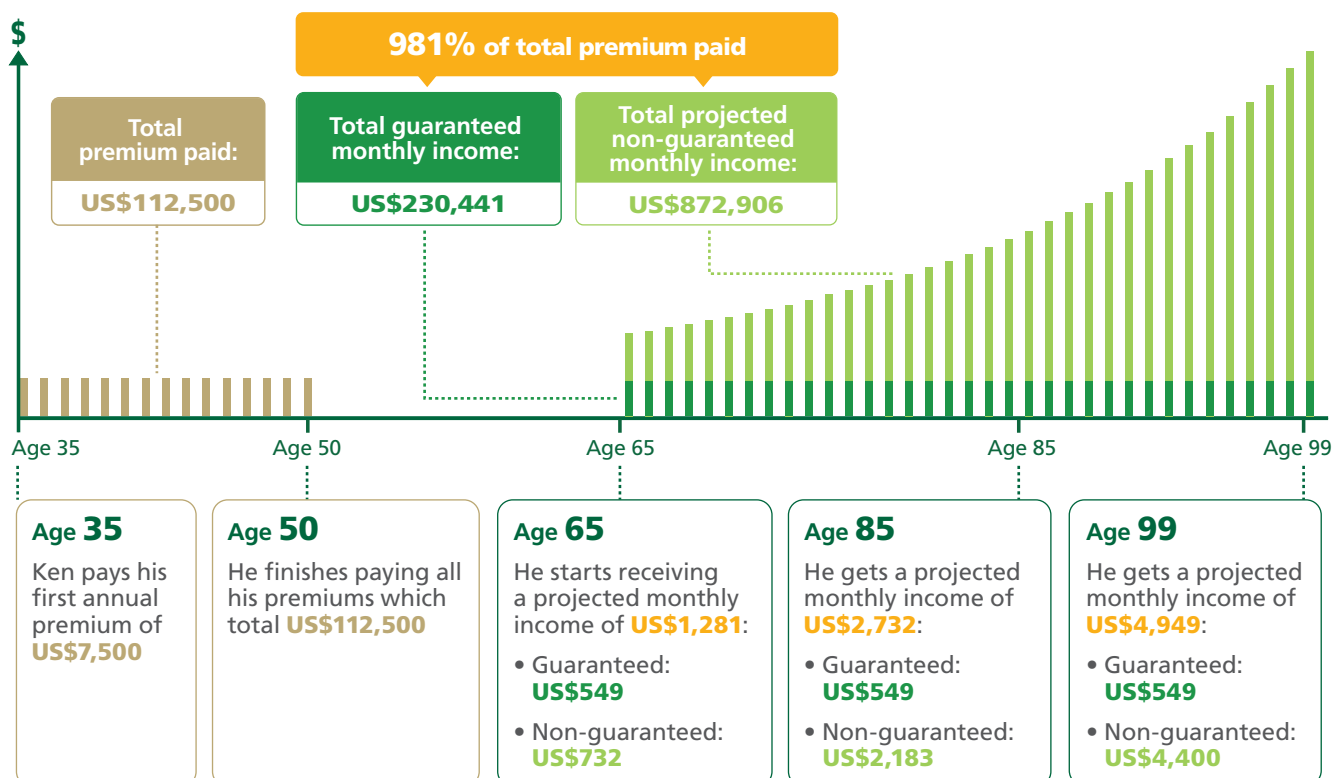 $
981% of total premium paid
Total
premium paid:
US$112,500
Total guaranteed
monthly income:
US$230,441
Total projected
non-guaranteed
monthly income:
US$872,906
Age 35
Age 50
Age 65
Age 85
Age 99
Age 35
Ken pays his
first annual
premium of
US$7,500
Age 50
He finishes paying all
his premiums which
total US$112,500
Age 65
He starts receiving
a projected monthly
income of US$1,281:
• Guaranteed:
US$549
• Non-guaranteed:
US$732
Age 85
He gets a projected
monthly income of
US$2,732:
• Guaranteed:
US$549
• Non-guaranteed:
US$2,183
Age 99
He gets a projected
monthly income of
US$4,949:
• Guaranteed:
US$549
• Non-guaranteed:
US$4,400